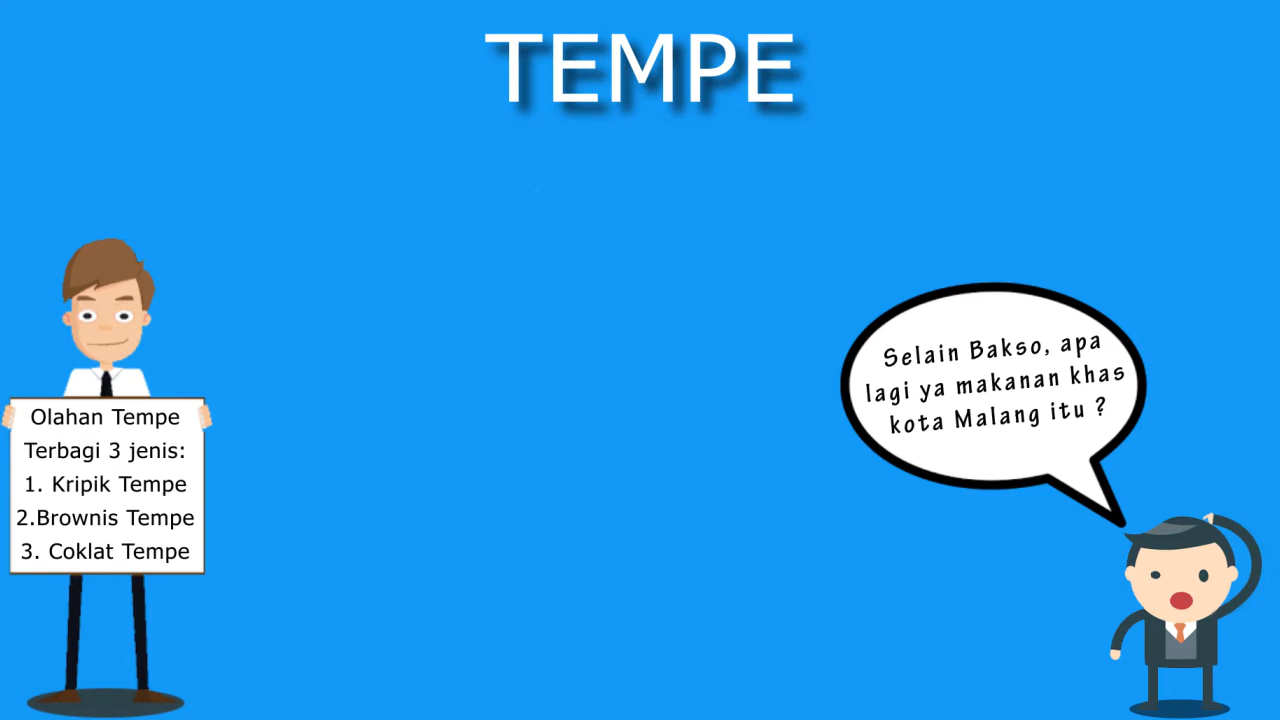 TEMPE
Olahan Tempe
Terbagi 3 jenis:
1. Kripik Tempe
2.Brownis Tempe
3. Coklat Tempe
Selain Bakso, apa
lagi ya makanan khas
kota Malang itu ?